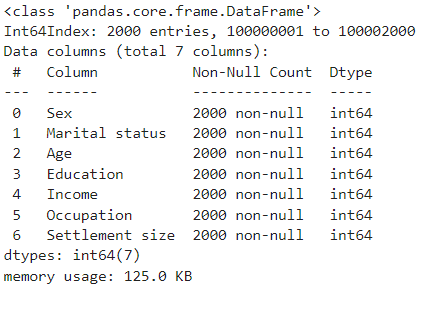 <class 'pandas.core.frame.DataFrame'>
Int64Index: 2000 entries, 100000001 to 100002000
Data columns (total 7 columns):
 #   Column           Non-Null Count  Dtype
---  ------           --------------  -----
 0   Sex              2000 non-null   int64
 1   Marital status   2000 non-null   int64
 2   Age              2000 non-null   int64
 3   Education        2000 non-null   int64
 4   Income           2000 non-null   int64
 5   Occupation       2000 non-null   int64
 6   Settlement size  2000 non-null   int64
dtypes: int64(7)
memory usage: 125.0 KB